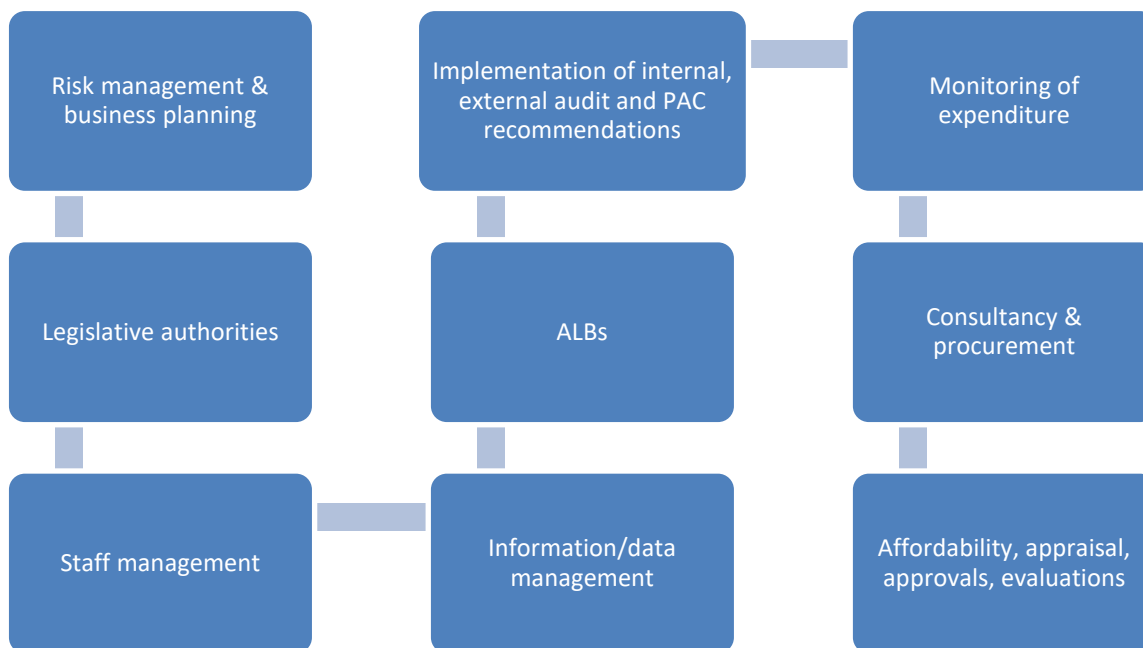 Risk management &
business planning
Legislative authorities
Staff management
Information/data
management
ALBs
Implementation of internal,
external audit and PAC
recommendations
Monitoring of
expenditure
Consultancy &
procurement
Affordability, appraisal,
approvals, evaluations